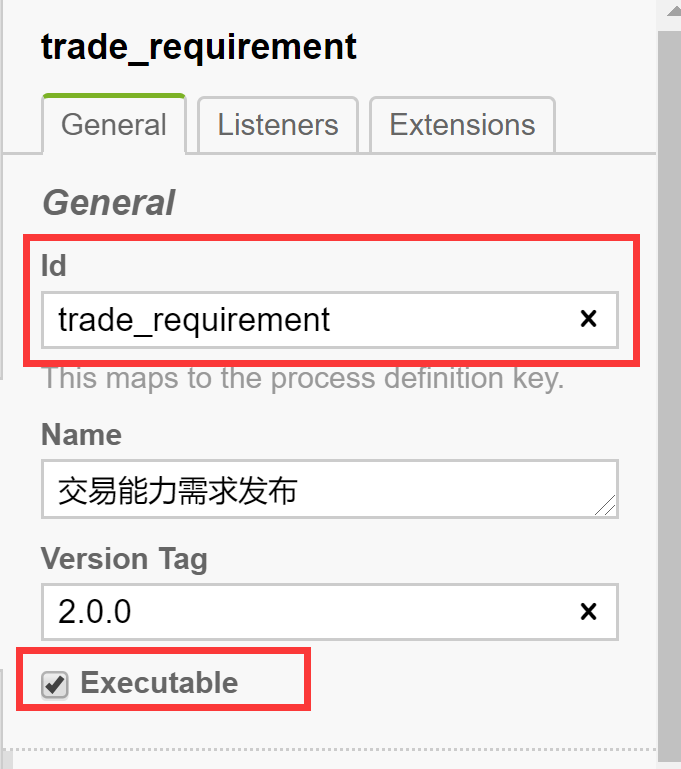 trade_requirement
General Listeners Extensions
General
Id
trade_requirement
This maps to the process definition key.
Name
交易能力需求发布
Version Tag
2.0.0
Executable